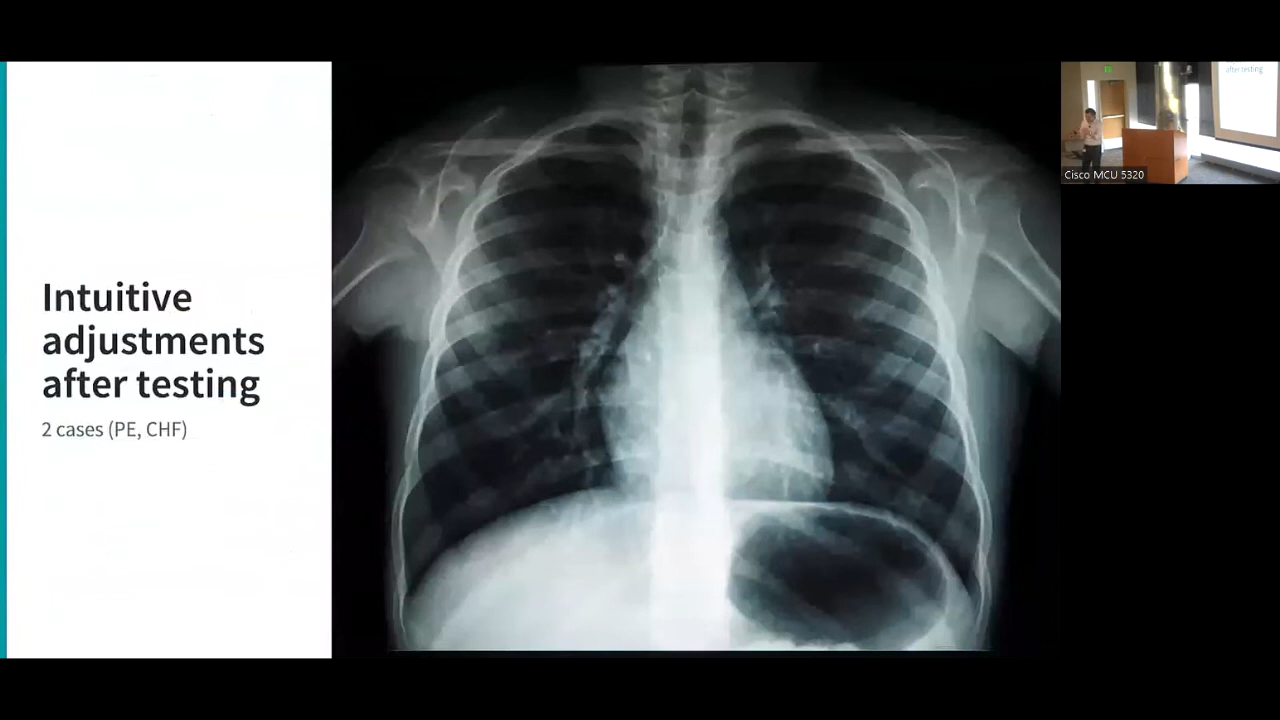 Intuitive
adjustments
after testing
2 cases (PE, CHF)
after testing
Cisco MCU 5320